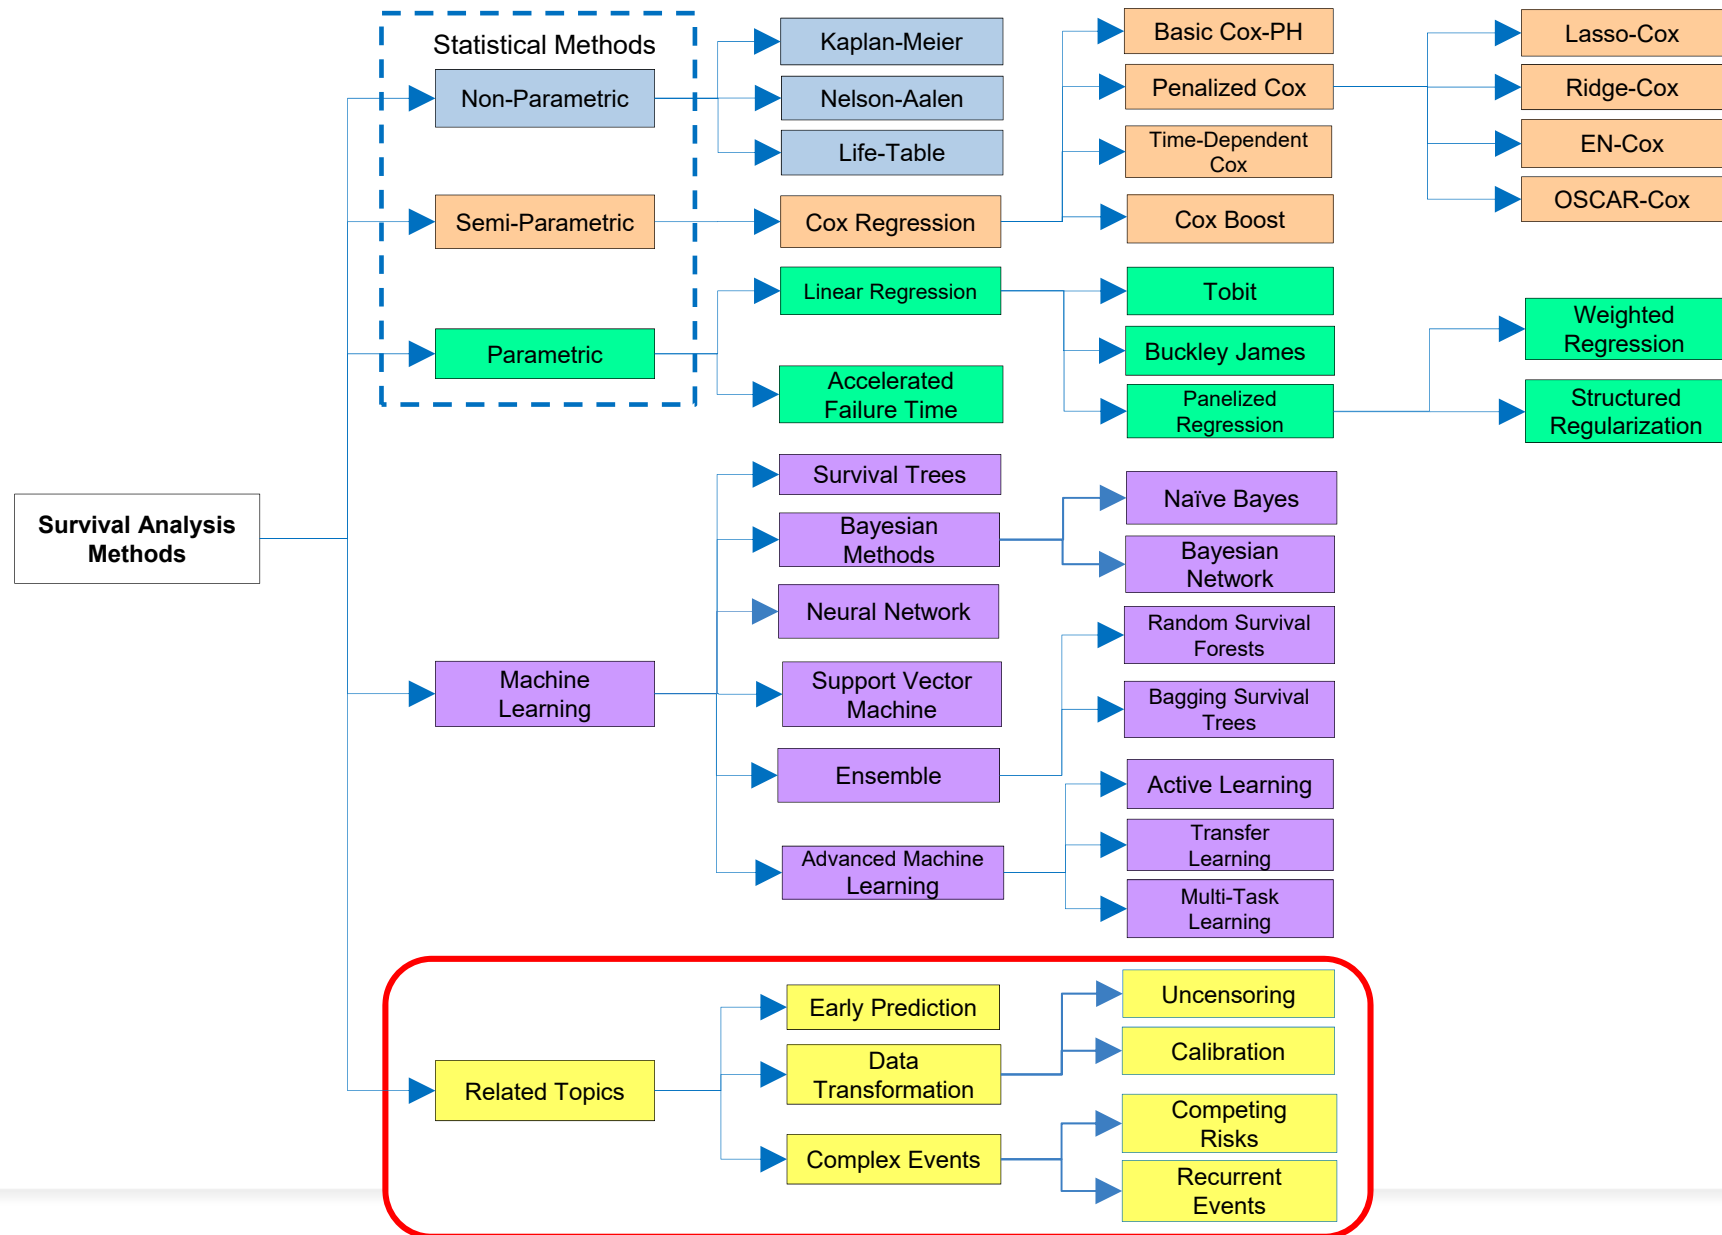 Statistical Methods
Non-Parametric
Kaplan-Meier
Nelson-Aalen
Life-Table
Semi-Parametric
Cox Regression
Basic Cox-PH
Penalized Cox
Time-Dependent
Cox
Cox Boost
Lasso-Cox
Ridge-Cox
EN-Cox
OSCAR-Cox
Parametric
Linear Regression
Accelerated
Failure Time
Tobit
Buckley James
Panelized
Regression
Weighted
Regression
Structured
Regularization
Survival Analysis
Methods
Machine
Learning
Survival Trees
Bayesian
Methods
Naïve Bayes
Bayesian
Network
Neural Network
Support Vector
Machine
Ensemble
Random Survival
Forests
Bagging Survival
Trees
Advanced Machine
Learning
Active Learning
Transfer
Learning
Multi-Task
Learning
Related Topics
Early Prediction
Data
Transformation
Uncensoring
Calibration
Complex Events
Competing
Risks
Recurrent
Events